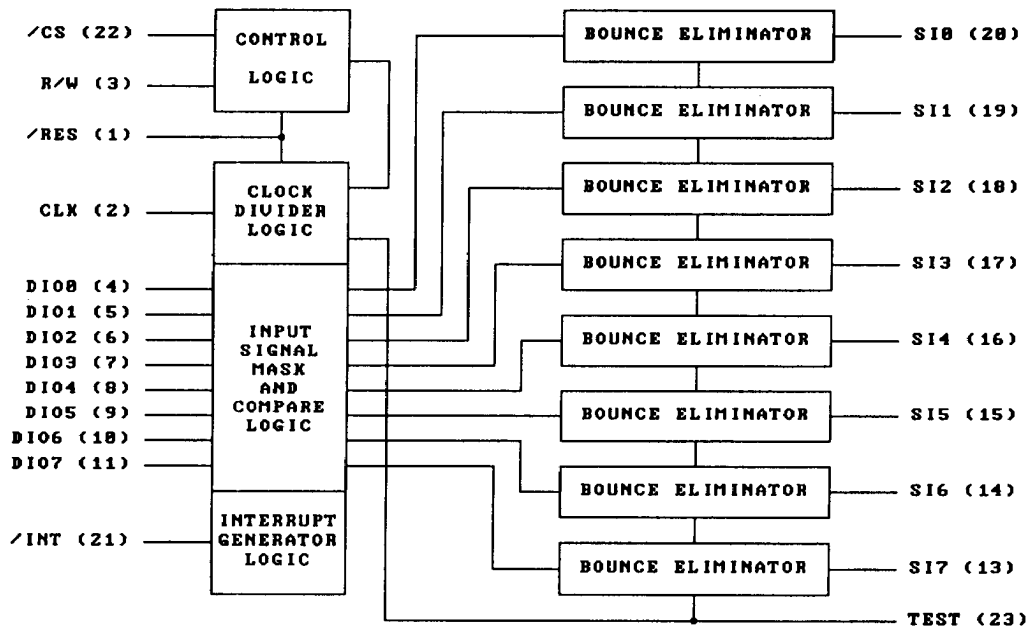 /CS (22)
R/W (3)
/RES (1)
CLK (2)
DIO0 (4)
DIO1 (5)
DIO2 (6)
DIO3 (7)
DIO4 (8)
DIO5 (9)
DIO6 (10)
DIO7 (11)
/INT (21)
CONTROL
LOGIC
CLOCK
DIVIDER
LOGIC
INPUT
SIGNAL
MASK
AND
COMPARE
LOGIC
INTERRUPT
GENERATOR
LOGIC
BOUNCE ELIMINATOR
SI0 (20)
BOUNCE ELIMINATOR
SI1 (19)
BOUNCE ELIMINATOR
SI2 (18)
BOUNCE ELIMINATOR
SI3 (17)
BOUNCE ELIMINATOR
SI4 (16)
BOUNCE ELIMINATOR
SI5 (15)
BOUNCE ELIMINATOR
SI6 (14)
BOUNCE ELIMINATOR
SI7 (13)
TEST (23)